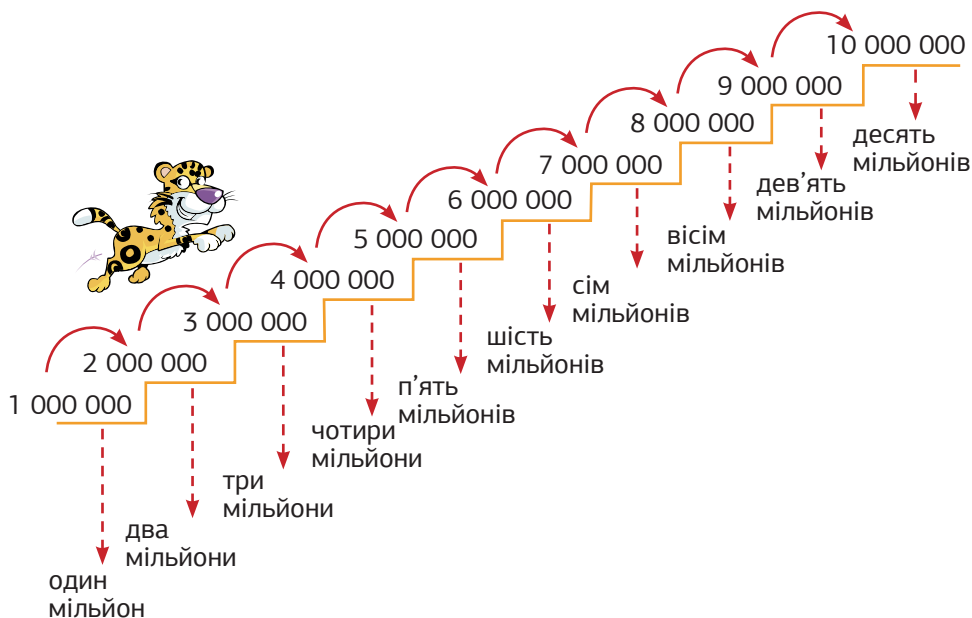 10 000 000
9 000 000
8 000 000
7 000 000
6 000 000
5 000 000
4 000 000
3 000 000
2 000 000
1 000 000
десять
мільйонів
дев’ять
мільйонів
вісім
мільйонів
сім
мільйонів
шість
мільйонів
п’ять
мільйонів
чотири
мільйони
три
мільйони
два
мільйони
один
мільйон